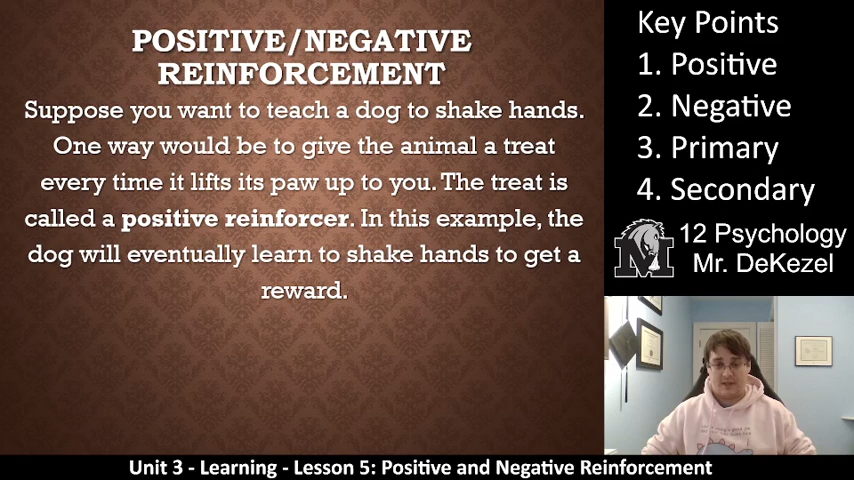 POSITIVE/NEGATIVE
REINFORCEMENT
Suppose you want to teach a dog to shake hands.
One way would be to give the animal a treat
every time it lifts its paw up to you. The treat is
called a positive reinforcer. In this example, the
dog will eventually learn to shake hands to get a
reward.
Key Points
1. Positive
2. Negative
3. Primary
4. Secondary
M
12 Psychology
Mr. DeKezel
Unit 3 - Learning - Lesson 5: Positive and Negative Reinforcement